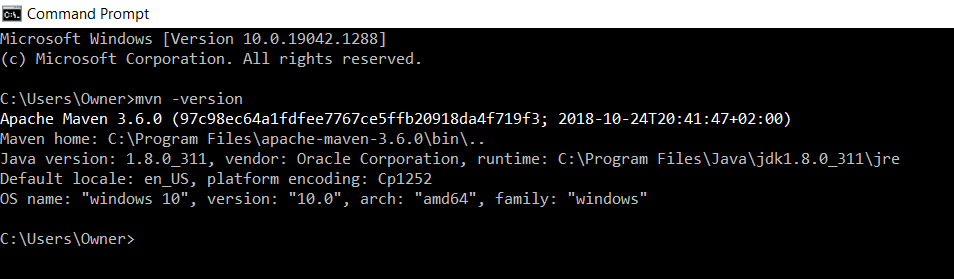 Command Prompt
Microsoft Windows [Version 10.0.19042.1288]
(c) Microsoft Corporation. All rights reserved.
C:\Users\Owner>mvn -version
Apache Maven 3.6.0 (97c98ec64a1fdfee7767ce5ffb20918da4f719f3; 2018-10-24T20:41:47+02:00)
Maven home: C:\Program Files\apache-maven-3.6.0\bin\..
Java version: 1.8.0_311, vendor: Oracle Corporation, runtime: C:\Program Files\Java\jdk1.8.0_311\jre
Default locale: en_US, platform encoding: Cp1252
OS name: "windows 10", version: "10.0", arch: "amd64", family: "windows"
C:\Users\Owner>